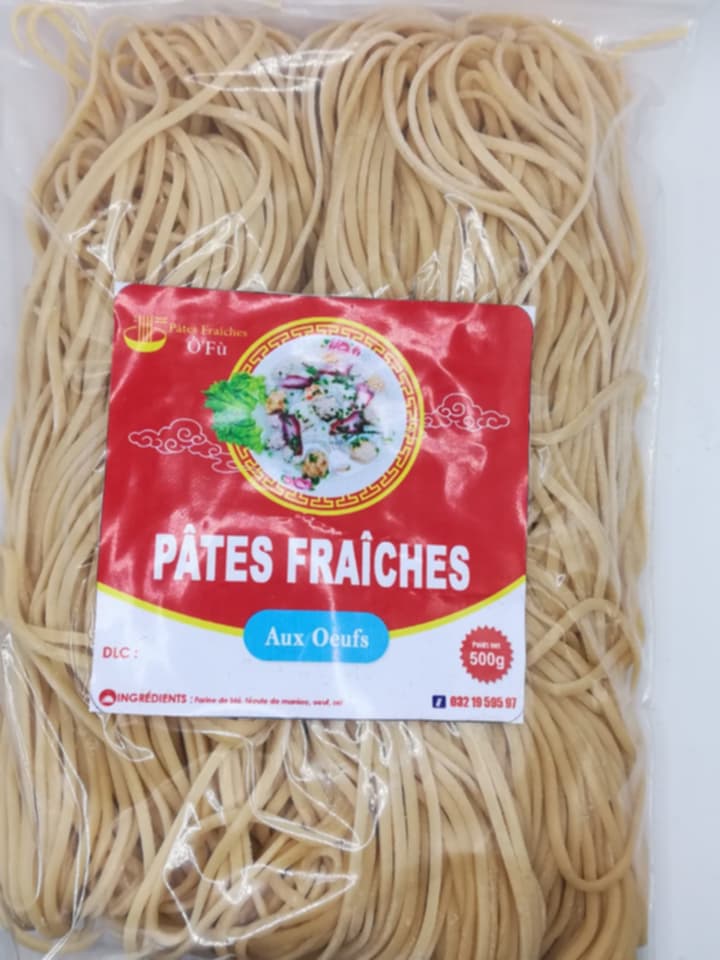 Pâtes Fraîches
O'Fù
PÂTES FRAÎCHES
Aux Oeufs
DLC :
Poids net
500g
INGRÉDIENTS : Farine de blé, fécule de manioc, oeuf, sel
032 19 595 97